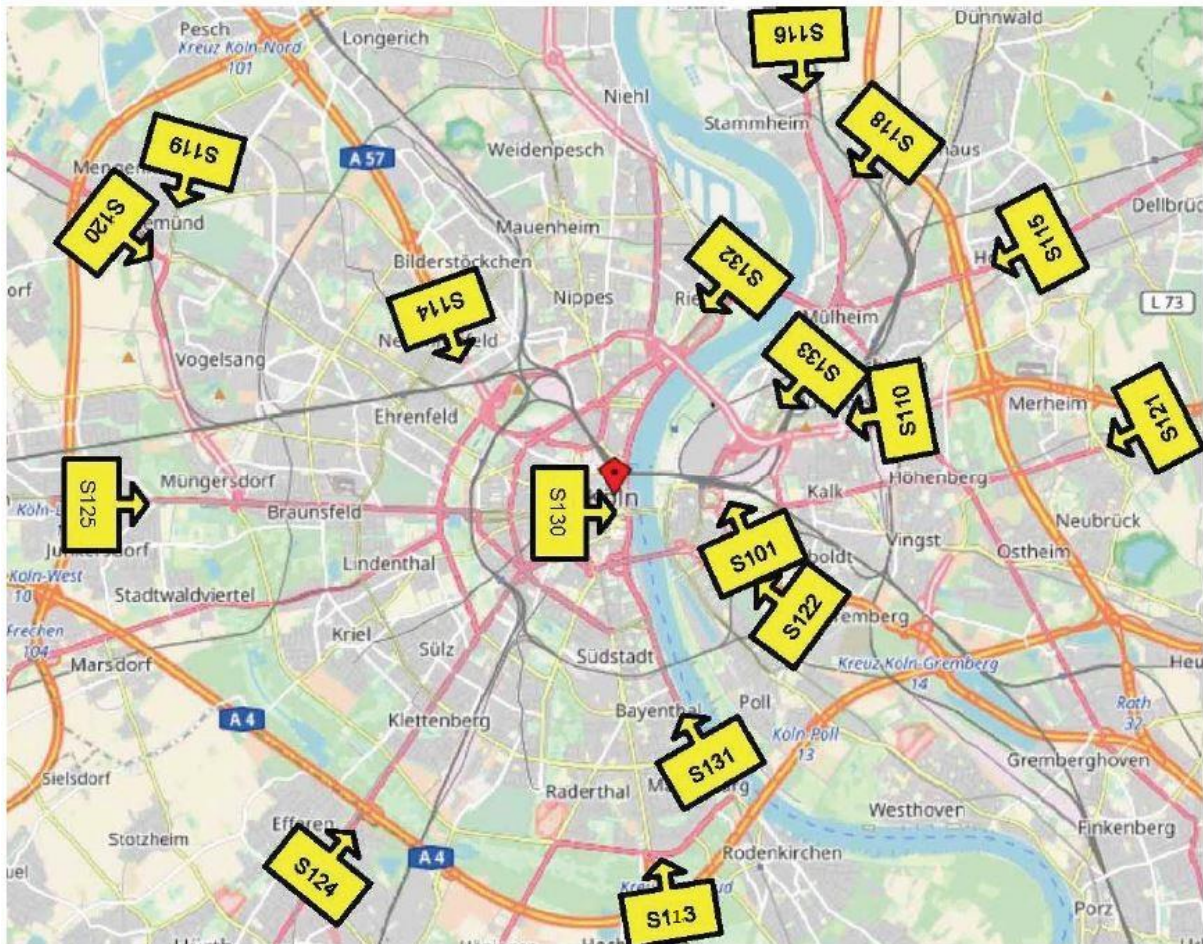 Pesch
Kreuz Köln-Nord
101
Longerich
S116
Dünnwald
Niehl
Stammheim
S118
S119
A 57
Weidenpesch
S120
Mauenheim
S115
Dellbrück
Bilderstöckchen
S132
L 73
S114
Nippes
Mülheim
Vogelsang
S133
S110
Ehrenfeld
Merheim
S121
Müngersdorf
Höhenberg
S125
Braunsfeld
S130
Kalk
Neubrück
Vingst
Ostheim
Lindenthal
S101
Köln-West
10
Stadtwaldviertel
S122
Frechen
104
Kriel
Sülz
Südstadt
Marsdorf
Kreuz Köln-Gremberg
14
A 4
Klettenberg
Bayenthal
Poll
Rath
32
Köln-Poll
13
S131
Gremberghoven
Sielsdorf
Raderthal
Westhoven
Stotzheim
Efferen
Finkenberg
A 4
Rodenkirchen
S124
S113
Porz